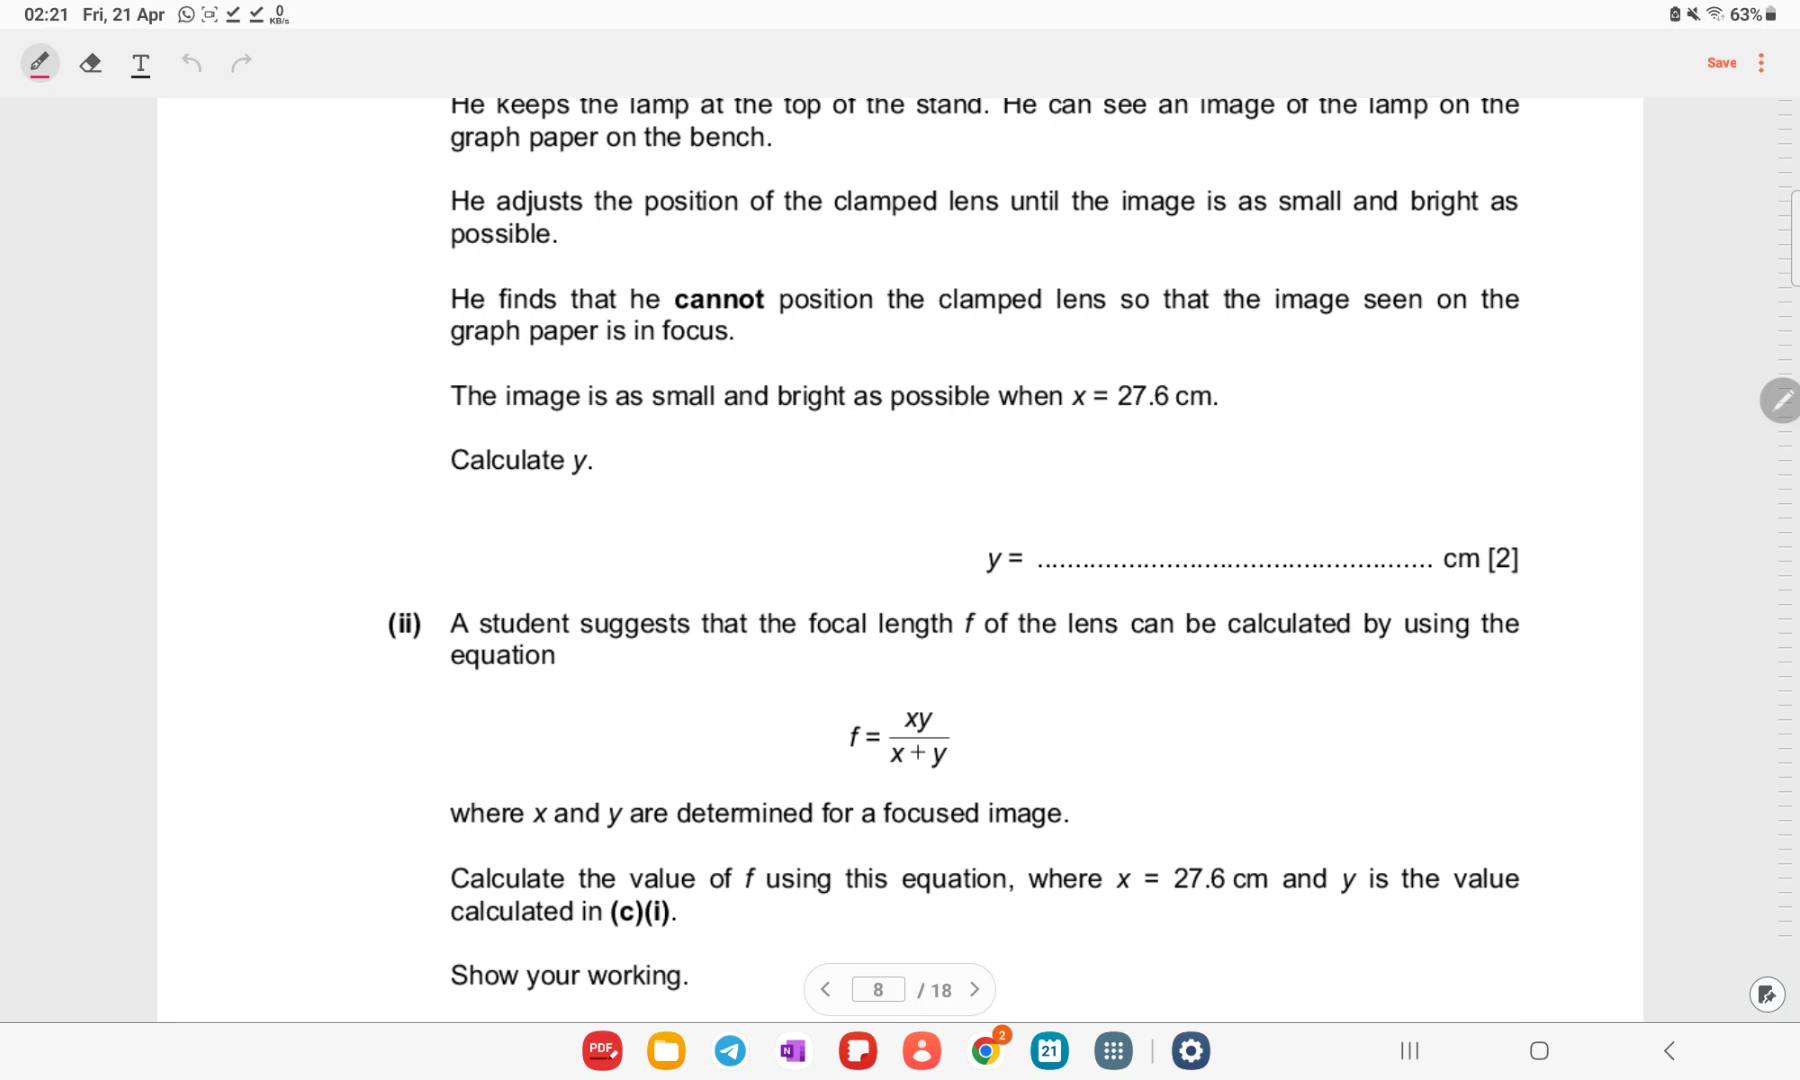 02:21 Fri, 21 Apr 0 KB/s 63%
T Save
He keeps the lamp at the top of the stand. He can see an image of the lamp on the
graph paper on the bench.
He adjusts the position of the clamped lens until the image is as small and bright as
possible.
He finds that he cannot position the clamped lens so that the image seen on the
graph paper is in focus.
The image is as small and bright as possible when x = 27.6 cm.
Calculate y.
y = .................................................... cm [2]
(ii) A student suggests that the focal length f of the lens can be calculated by using the
equation
f = xy / x + y
where x and y are determined for a focused image.
Calculate the value of f using this equation, where x = 27.6 cm and y is the value
calculated in (c)(i).
Show your working.
8 / 18
PDF N 2 21